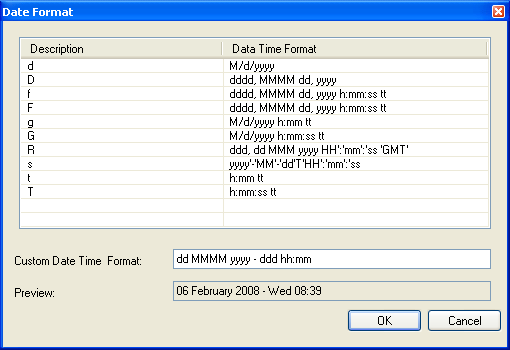 Date Format
Description Data Time Format
d M/d/yyyy
D dddd, MMMM dd, yyyy
f dddd, MMMM dd, yyyy h:mm:ss tt
F dddd, MMMM dd, yyyy h:mm:ss tt
g M/d/yyyy h:mm tt
G M/d/yyyy h:mm:ss tt
R ddd, dd MMM yyyy HH':'mm':'ss 'GMT'
s yyyy'-'MM'-'dd'T'HH':'mm':'ss
t h:mm tt
T h:mm:ss tt
Custom Date Time Format: dd MMMM yyyy - ddd hh:mm
Preview: 06 February 2008 - Wed 08:39
OK Cancel